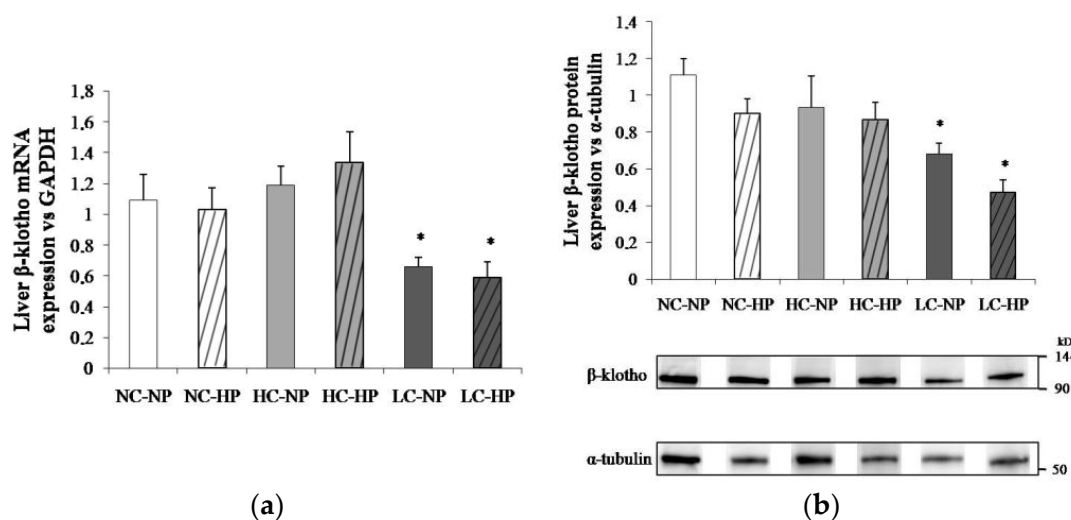 Liver β-klotho mRNA
expression vs GAPDH
1.8
1.6
1.4
1.2
1
0.8
0.6
0.4
0.2
0
* *
NC-NP NC-HP HC-NP HC-HP LC-NP LC-HP
(a)
Liver β-klotho protein
expression vs α-tubulin
1.4
1.2
1
0.8
0.6
0.4
0.2
0
*
*
NC-NP NC-HP HC-NP HC-HP LC-NP LC-HP
kD
β-klotho
14
90
α-tubulin
50
(b)